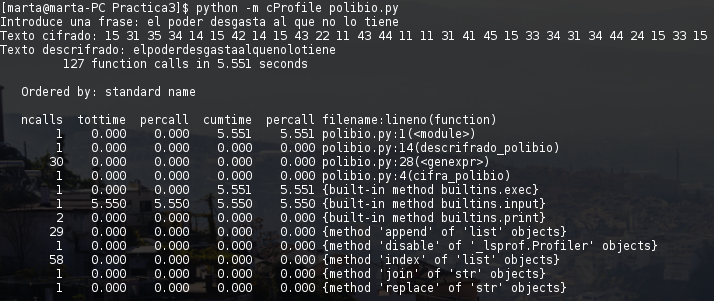 [marta@marta-PC Practica3]$ python -m cProfile polibio.py
Introduce una frase: el poder desgasta al que no lo tiene
Texto cifrado: 15 31 35 34 14 15 42 14 15 43 22 11 43 44 11 11 31 41 45 15 33 34 31 34 44 24 15 33 15
Texto descrifrado: elpoderdesgastaalquenolotiene
127 function calls in 5.551 seconds
Ordered by: standard name
ncalls tottime percall cumtime percall filename:lineno(function)
1 0.000 0.000 5.551 5.551 polibio.py:1(<module>)
1 0.000 0.000 0.000 0.000 polibio.py:14(descrifrado_polibio)
30 0.000 0.000 0.000 0.000 polibio.py:28(<genexpr>)
1 0.000 0.000 0.000 0.000 polibio.py:4(cifra_polibio)
1 0.000 0.000 5.551 5.551 {built-in method builtins.exec}
1 5.550 5.550 5.550 5.550 {built-in method builtins.input}
2 0.000 0.000 0.000 0.000 {built-in method builtins.print}
29 0.000 0.000 0.000 0.000 {method 'append' of 'list' objects}
1 0.000 0.000 0.000 0.000 {method 'disable' of '_lsprof.Profiler' objects}
58 0.000 0.000 0.000 0.000 {method 'index' of 'list' objects}
1 0.000 0.000 0.000 0.000 {method 'join' of 'str' objects}
1 0.000 0.000 0.000 0.000 {method 'replace' of 'str' objects}